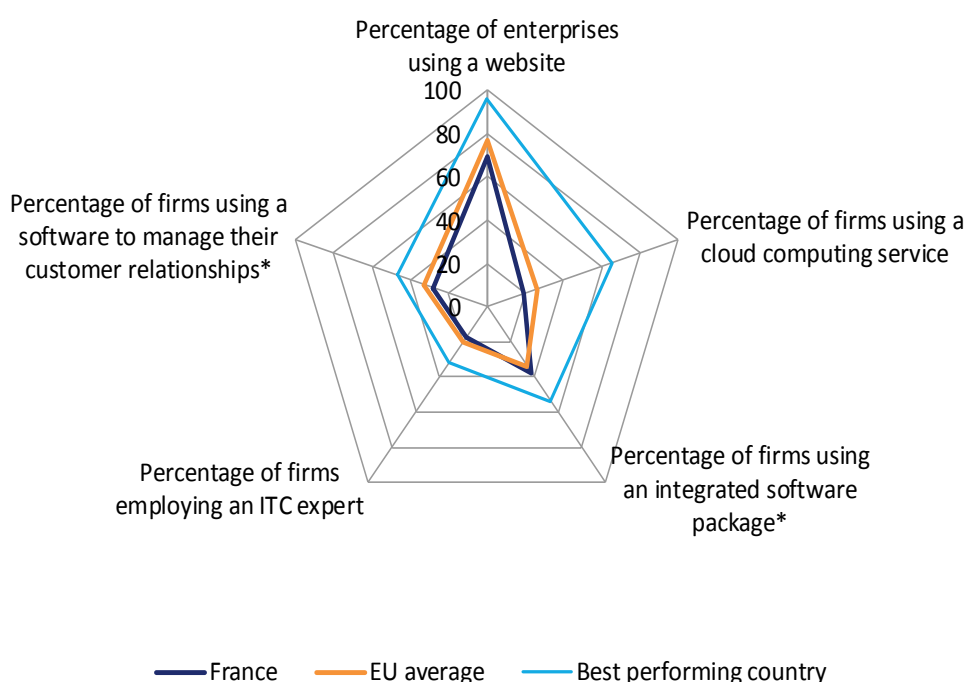 Percentage of enterprises
using a website
100
80
60
40
20
0
Percentage of firms using a
software to manage their
customer relationships*
Percentage of firms using a
cloud computing service
Percentage of firms
employing an ITC expert
Percentage of firms using
an integrated software
package*
France
EU average
Best performing country